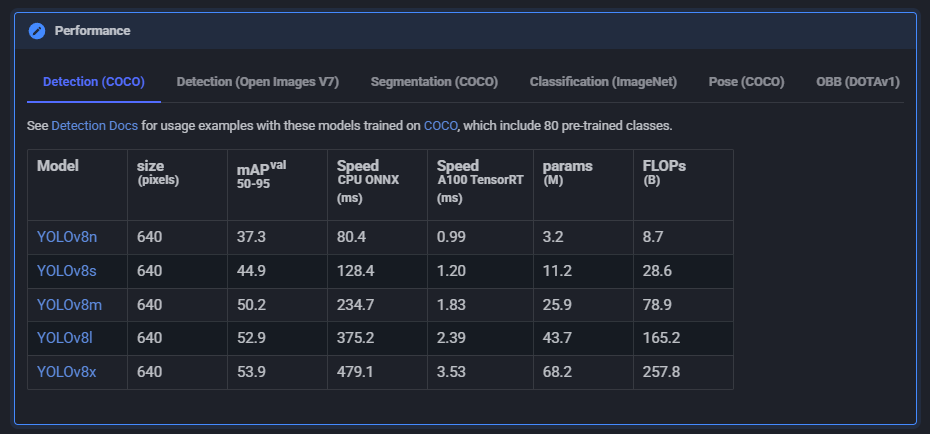 Performance
Detection (COCO) Detection (Open Images V7) Segmentation (COCO) Classification (ImageNet) Pose (COCO) OBB (DOTAv1)
See Detection Docs for usage examples with these models trained on COCO, which include 80 pre-trained classes.
Model size (pixels) mAPval 50-95 Speed CPU ONNX (ms) Speed A100 TensorRT (ms) params (M) FLOPs (B)
YOLOv8n 640 37.3 80.4 0.99 3.2 8.7
YOLOv8s 640 44.9 128.4 1.20 11.2 28.6
YOLOv8m 640 50.2 234.7 1.83 25.9 78.9
YOLOv8l 640 52.9 375.2 2.39 43.7 165.2
YOLOv8x 640 53.9 479.1 3.53 68.2 257.8